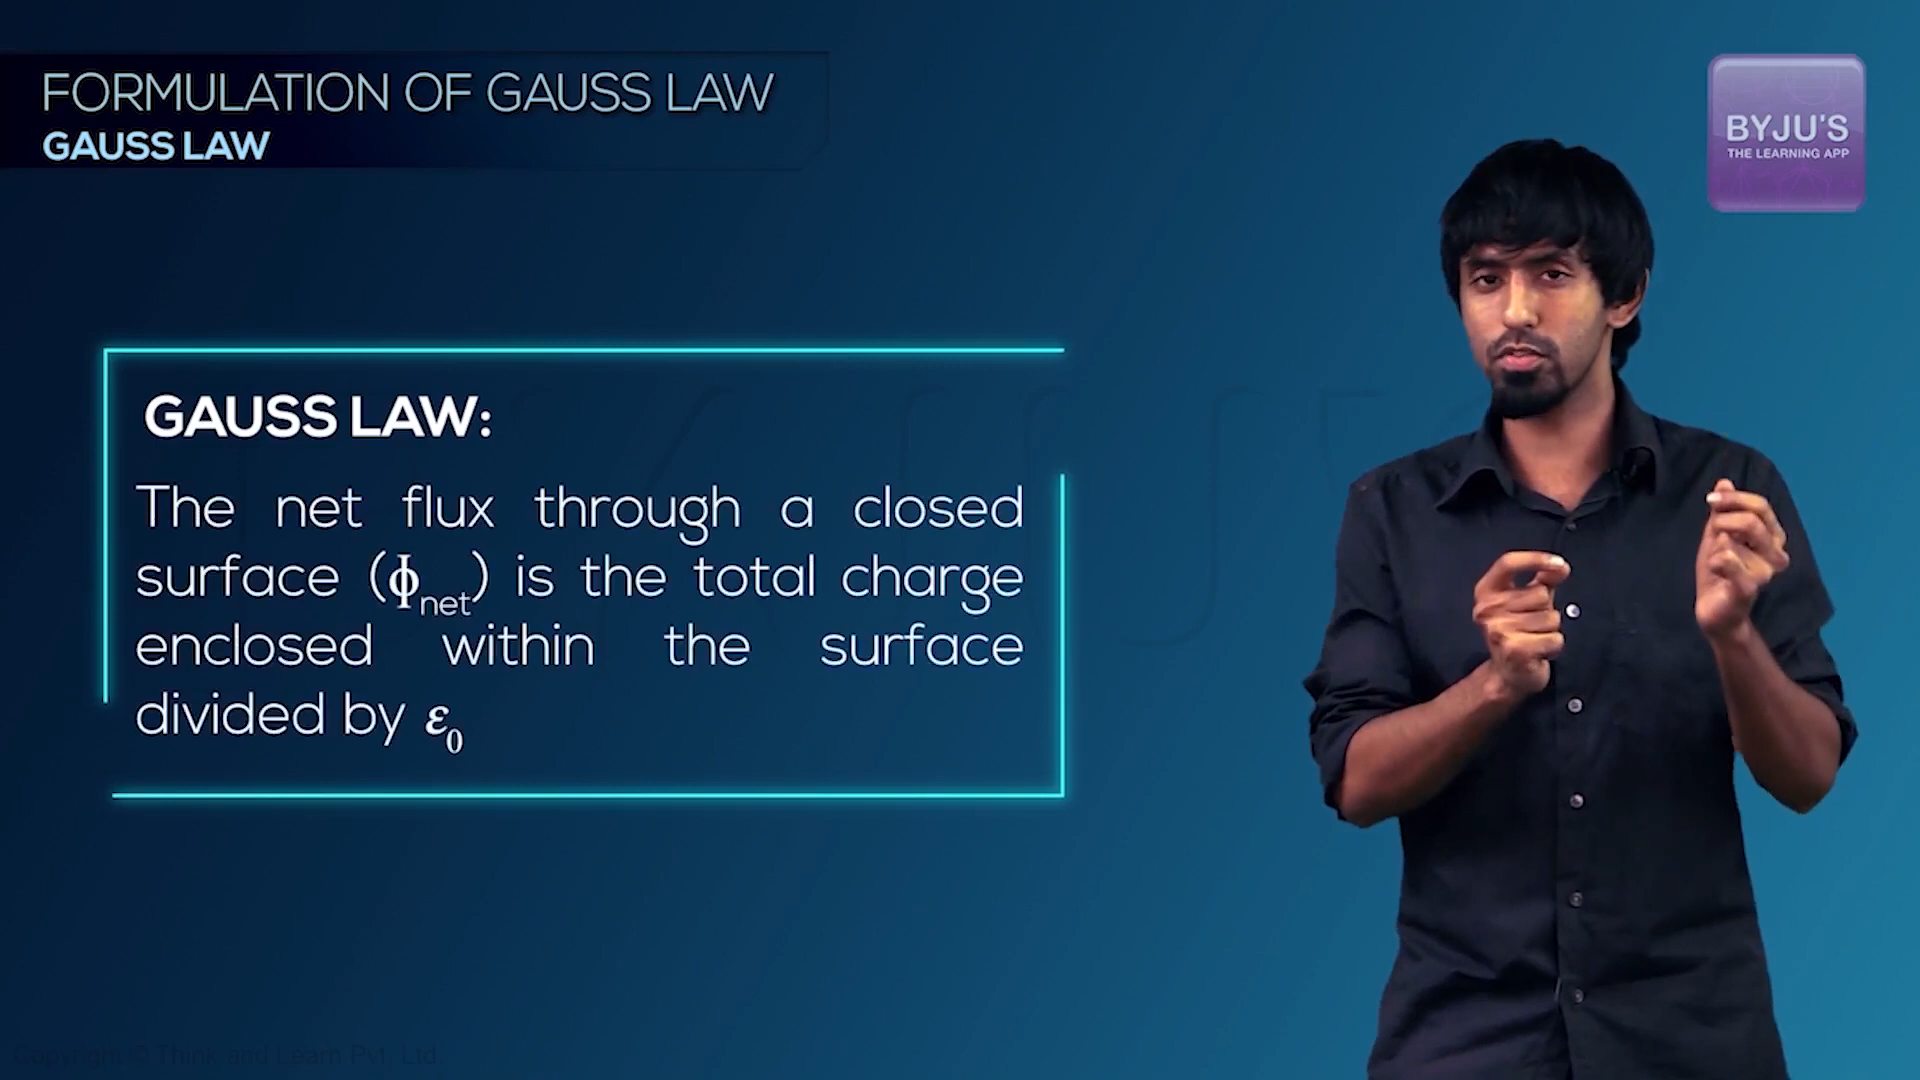 FORMULATION OF GAUSS LAW
GAUSS LAW
BYJU'S
THE LEARNING APP
GAUSS LAW:
The net flux through a closed
surface (ϕnet) is the total charge
enclosed within the surface
divided by ε0
Copyright © Think and Learn Pvt. Ltd.